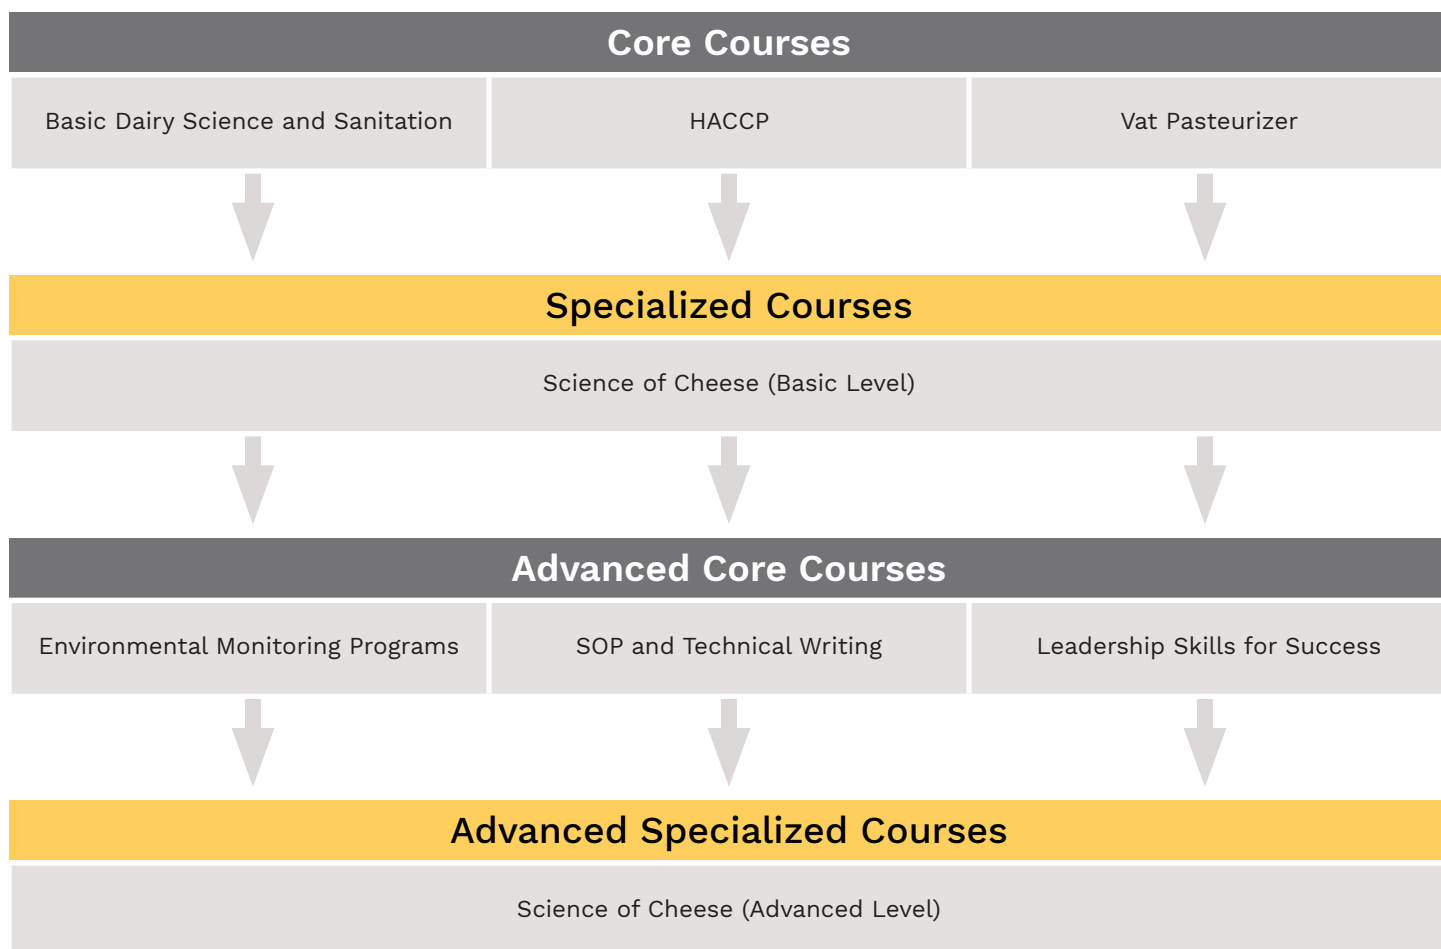 Core Courses
Basic Dairy Science and Sanitation
HACCP
Vat Pasteurizer
Specialized Courses
Science of Cheese (Basic Level)
Advanced Core Courses
Environmental Monitoring Programs
SOP and Technical Writing
Leadership Skills for Success
Advanced Specialized Courses
Science of Cheese (Advanced Level)